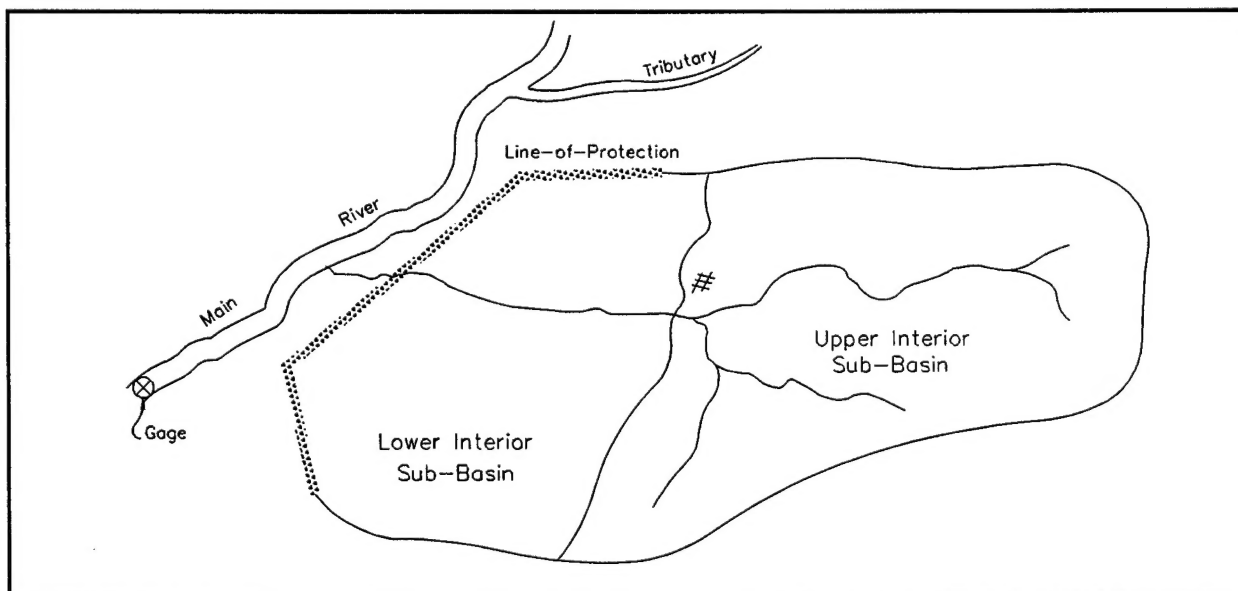 Tributary
Line-of-Protection
River
Main
#
Upper Interior
Sub-Basin
Gage
Lower Interior
Sub-Basin